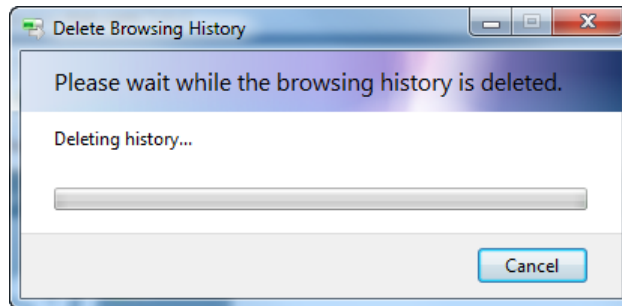 Delete Browsing History
Please wait while the browsing history is deleted.
Deleting history...
Cancel